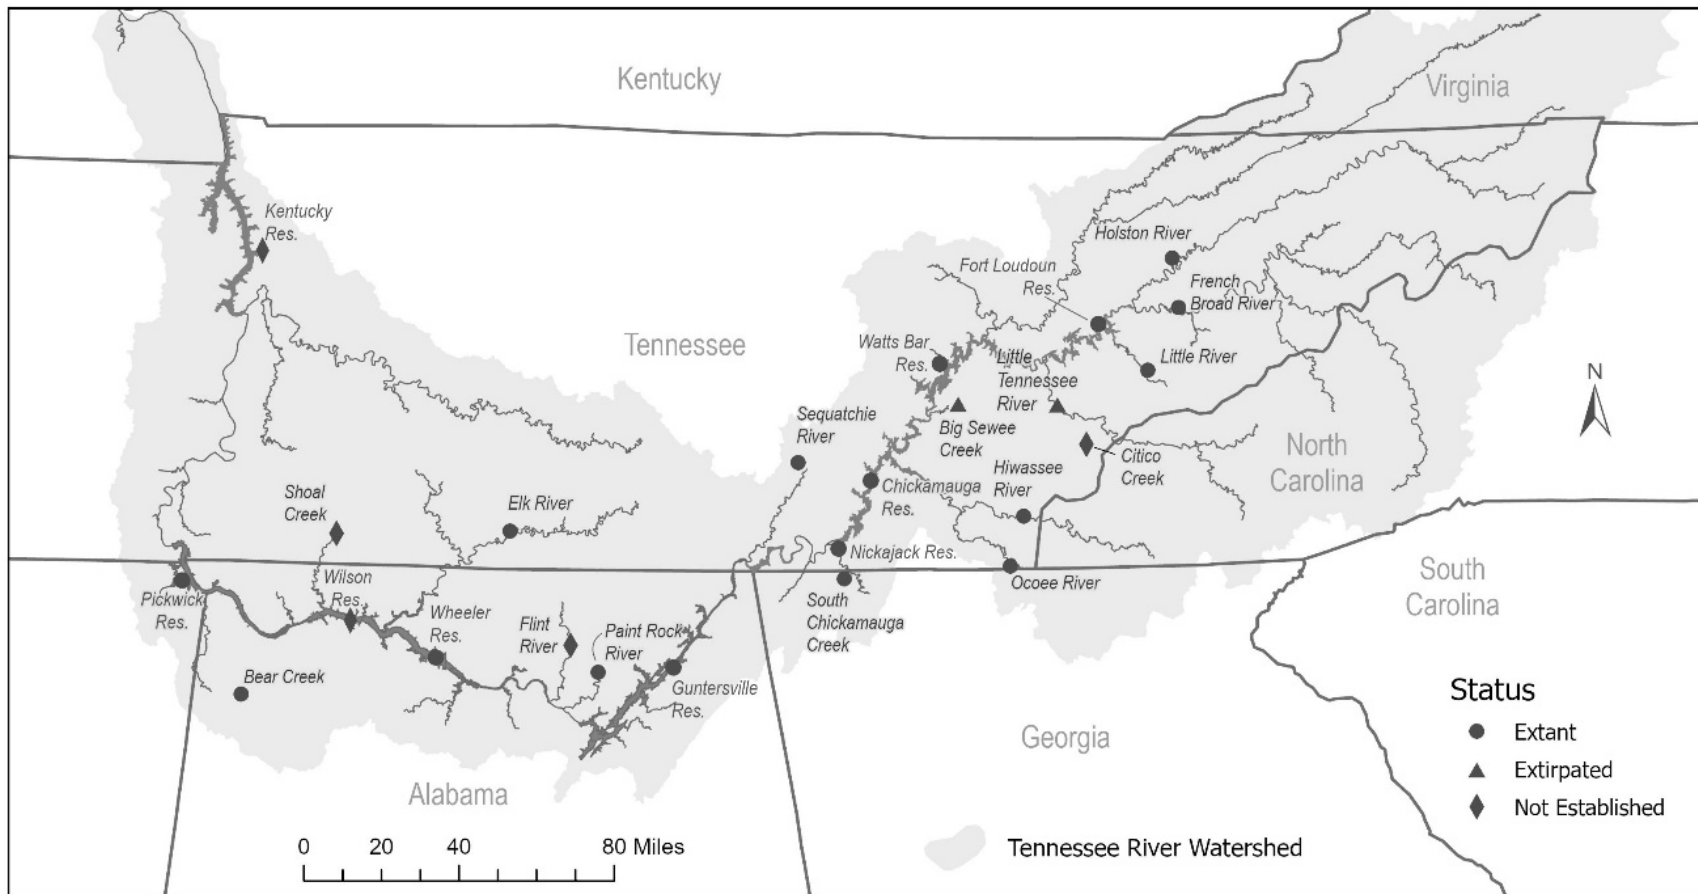 Kentucky
Virginia
Kentucky
Res.
Holston River
Fort Loudoun
Res.
French
Broad River
Tennessee
Watts Bar
Res.
Little
Tennessee
River
Little River
N
Sequatchie
River
Big Sewee
Creek
Citico
Creek
North
Carolina
Hiwassee
River
Shoal
Creek
Elk River
Chickamauga
Res.
Nickajack Res.
Ocoee River
South
Carolina
Pickwick
Res.
Wilson
Res.
Wheeler
Res.
Flint
River
Paint Rock
River
South
Chickamauga
Creek
Bear Creek
Guntersville
Res.
Georgia
Alabama
Status
Extant
Extirpated
Not Established
0 20 40 80 Miles
Tennessee River Watershed